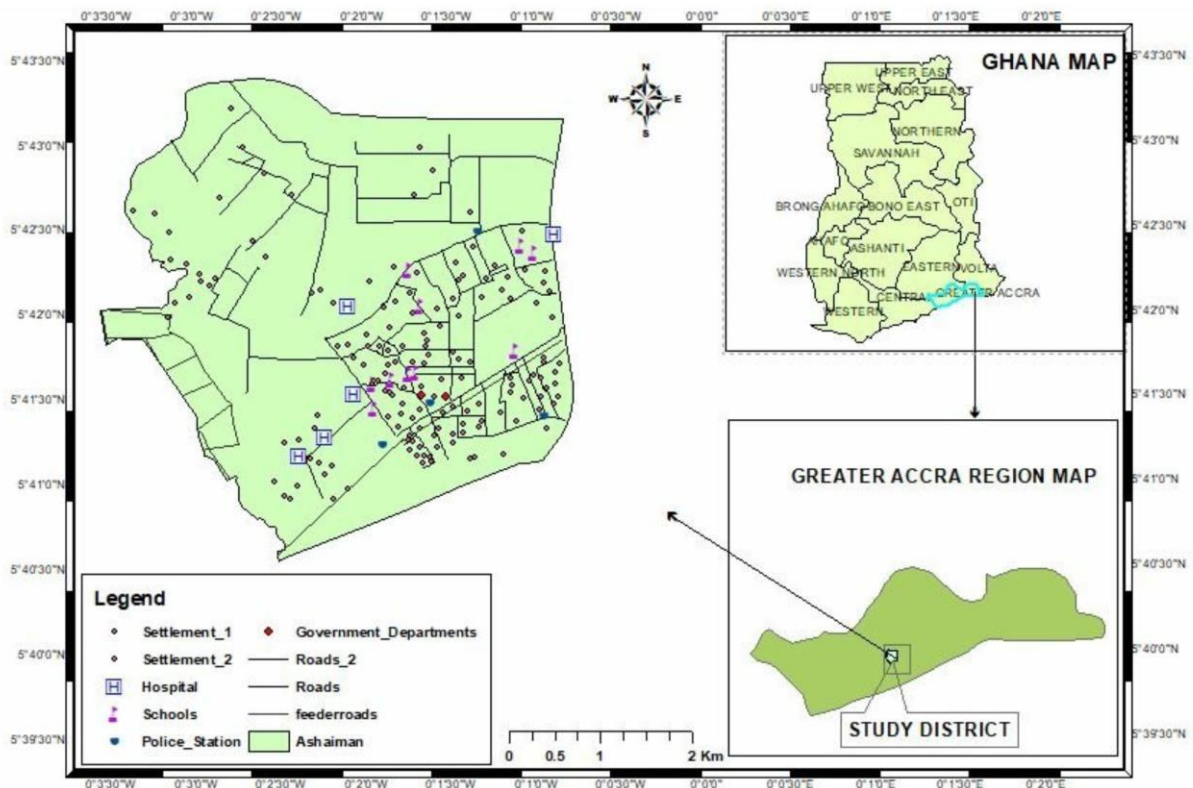 0°3'30"W 0°3'0"W 0°2'30"W 0°2'0"W 0°1'30"W 0°1'0"W 0°0'30"W 0°0'0" 0°0'30"E 0°1'0"E 0°1'30"E 0°2'0"E
5°43'30"N
5°43'0"N
5°42'30"N
5°42'0"N
5°41'30"N
5°41'0"N
5°40'30"N
5°40'0"N
5°39'30"N
N
W E
S
H
H
H
H
H
GHANA MAP
UPPER EAST
UPPER WEST
NORTH EAST
NORTHERN
SAVANNAH
BRONG AHAFO
BONO EAST
OTI
AHAFO
ASHANTI
EASTERN
VOLTA
WESTERN NORTH
CENTRAL
GREATER ACCRA
WESTERN
5°43'30"N
5°43'0"N
5°42'30"N
5°42'0"N
5°41'30"N
5°41'0"N
5°40'30"N
5°40'0"N
5°39'30"N
GREATER ACCRA REGION MAP
STUDY DISTRICT
Legend
Settlement_1
Settlement_2
H Hospital
Schools
Police_Station
Government_Departments
Roads_2
Roads
feederroads
Ashaiman
0 0.5 1 2 Km
0°3'30"W 0°3'0"W 0°2'30"W 0°2'0"W 0°1'30"W 0°1'0"W 0°0'30"W 0°0'0" 0°0'30"E 0°1'0"E 0°1'30"E 0°2'0"E